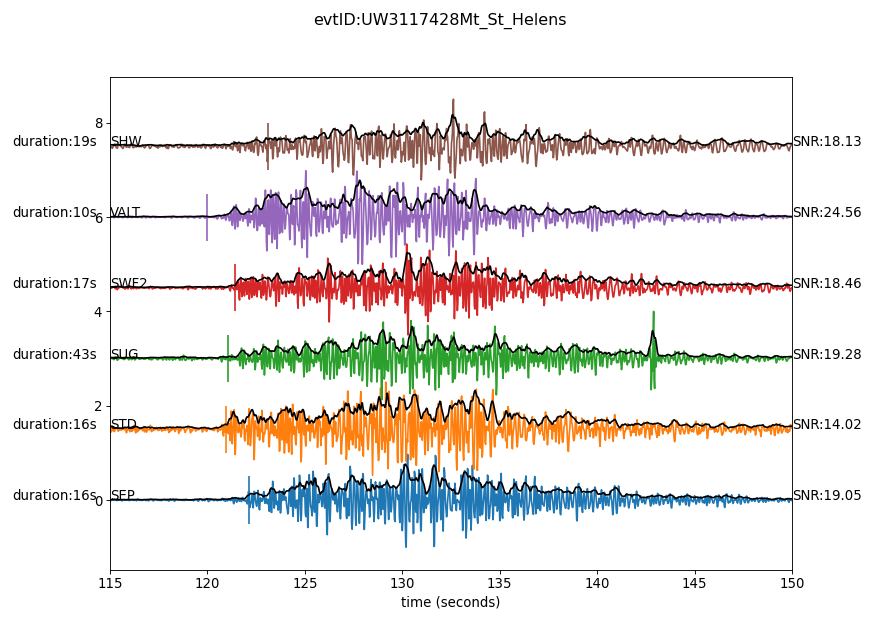 evtID:UW3117428Mt_St_Helens
8
duration:19s SHW SNR:18.13
duration:10s VALT SNR:24.56
6
duration:17s SWF2 SNR:18.46
4
duration:43s SUG SNR:19.28
2
duration:16s STD SNR:14.02
duration:16s SEP SNR:19.05
0
115 120 125 130 135 140 145 150
time (seconds)